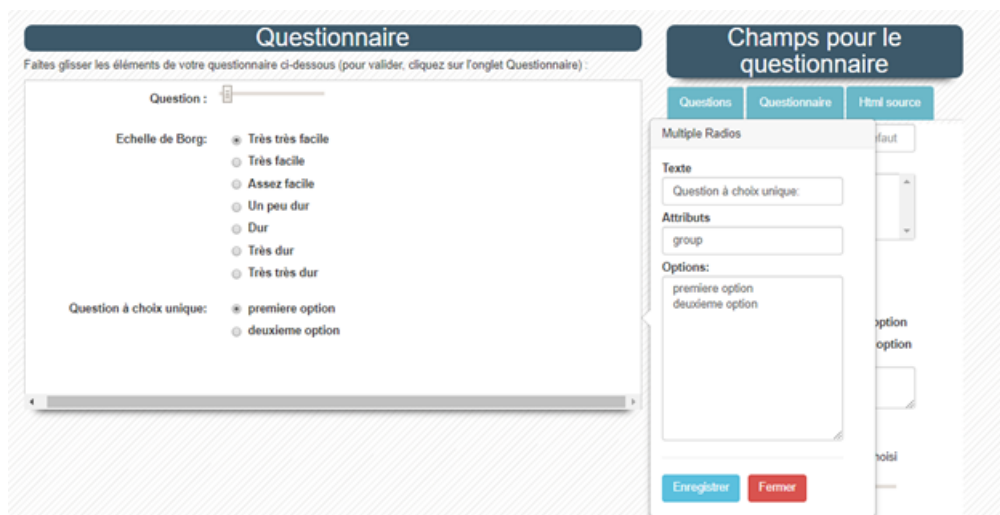 Questionnaire
Faites glisser les éléments de votre questionnaire ci-dessous (pour valider, cliquez sur l'onglet Questionnaire) :
Question :
Echelle de Borg:
Très très facile
Très facile
Assez facile
Un peu dur
Dur
Très dur
Très très dur
Question à choix unique:
premiere option
deuxieme option
Champs pour le
questionnaire
Questions Questionnaire Html source
Multiple Radios
Texte
Question à choix unique:
Attributs
group
Options:
premiere option
deuxieme option
option
option
Enregistrer Fermer